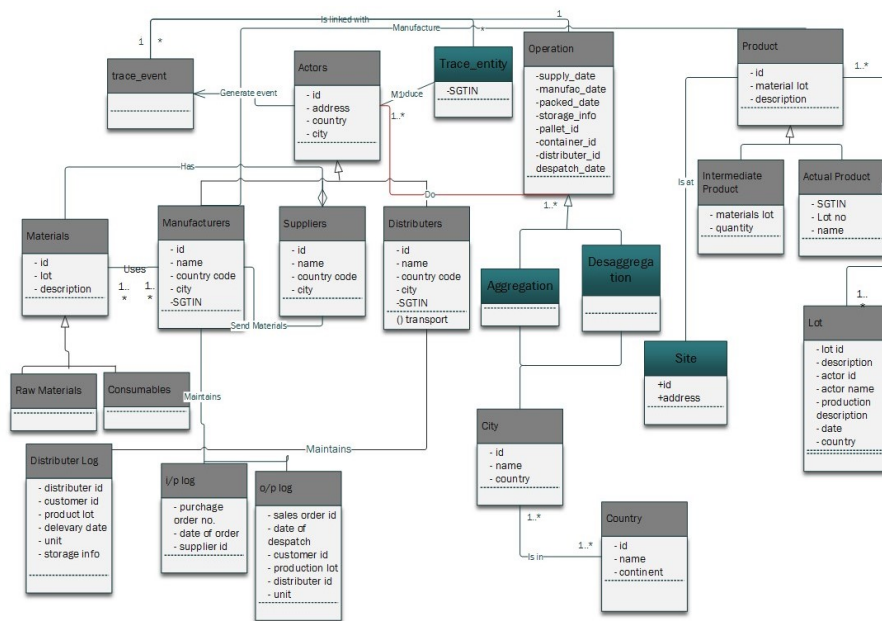 Is linked with
1
1
*
Manufacture
*
trace_event
Actors
- id
- address
- country
- city
Generate event
M1oduce
1..*
Trace_entity
-SGTIN
Operation
-supply_date
-manufac_date
-packed_date
-storage_info
-pallet_id
-container_id
-distributer_id
despatch_date
1..*
Product
- id
- material lot
- description
1..*
Has
Do
Is at
Intermediate
Product
- materials lot
- quantity
Actual Product
- SGTIN
- Lot no
- name
Materials
- id
- lot
- description
Uses
1..
*
1..
*
Manufacturers
- id
- name
- country code
- city
-SGTIN
Suppliers
- id
- name
- country code
- city
Distributers
- id
- name
- country code
- city
-SGTIN
() transport
Send Materials
Aggregation
Desaggrega
tion
Site
+id
+address
1..
*
Lot
- lot id
- description
- actor id
- actor name
- production
description
- date
- country
Raw Materials
Consumables
Maintains
Maintains
Distributer Log
- distributer id
- customer id
- product lot
- delevary date
- unit
- storage info
i/p log
- purchage
order no.
- date of order
- supplier id
o/p log
- sales order id
- date of
despatch
- customer id
- production lot
- distributer id
- unit
City
- id
- name
- country
1..*
Is in
1..*
Country
- id
- name
- continent